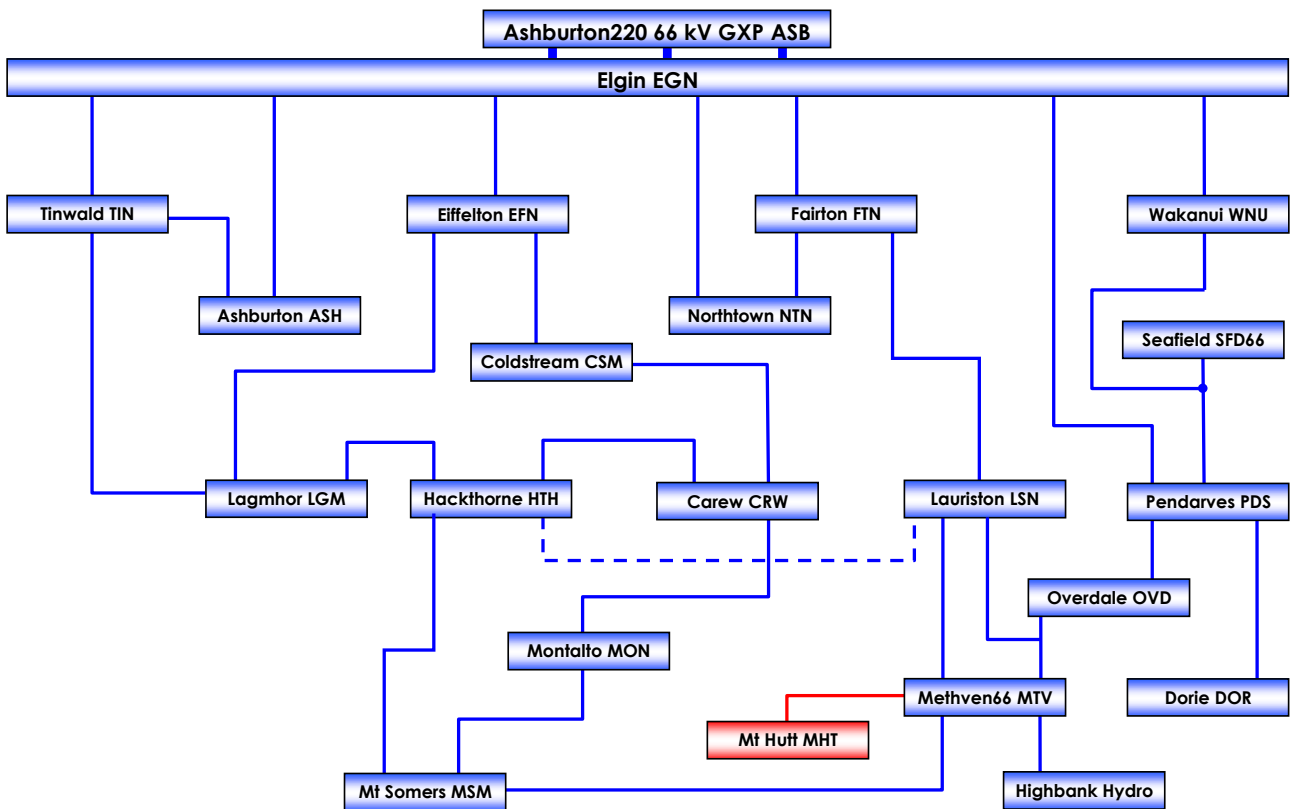 Ashburton220 66 kV GXP ASB
Elgin EGN
Tinwald TIN
Eiffelton EFN
Fairton FTN
Wakanui WNU
Ashburton ASH
Northtown NTN
Seafield SFD66
Coldstream CSM
Lagmhor LGM
Hackthorne HTH
Carew CRW
Lauriston LSN
Pendarves PDS
Overdale OVD
Montalto MON
Methven66 MTV
Dorie DOR
Mt Hutt MHT
Mt Somers MSM
Highbank Hydro